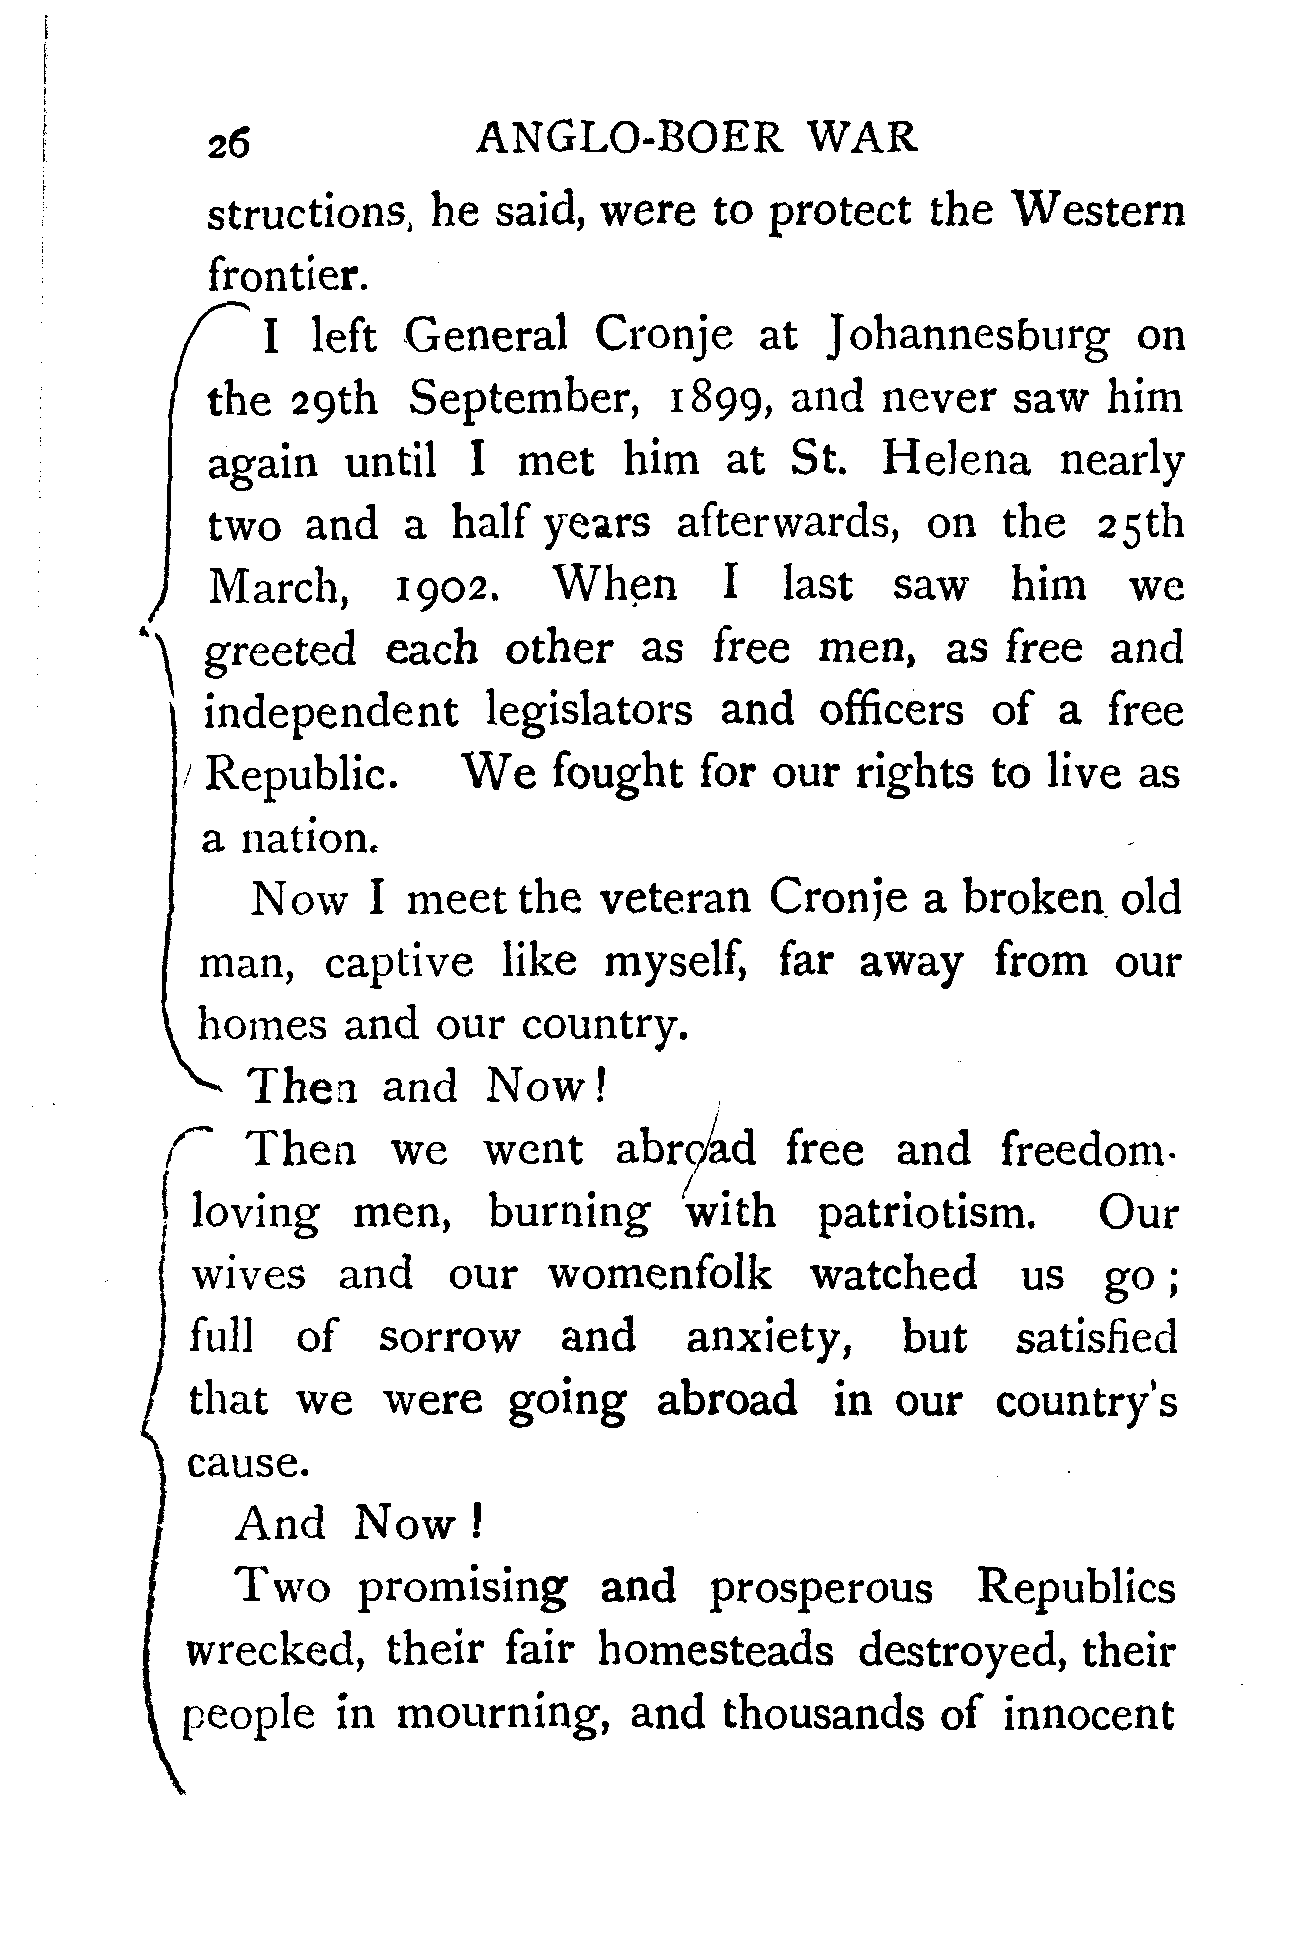 26 ANGLO-BOER WAR
structions, he said, were to protect the Western
frontier.
I left General Cronje at Johannesburg on
the 29th September, 1899, and never saw him
again until I met him at St. Helena nearly
two and a half years afterwards, on the 25th
March, 1902. When I last saw him we
greeted each other as free men, as free and
independent legislators and officers of a free
Republic. We fought for our rights to live as
a nation.
Now I meet the veteran Cronje a broken old
man, captive like myself, far away from our
homes and our country.
Then and Now!
Then we went abroad free and freedom-
loving men, burning with patriotism. Our
wives and our womenfolk watched us go;
full of sorrow and anxiety, but satisfied
that we were going abroad in our country's
cause.
And Now!
Two promising and prosperous Republics
wrecked, their fair homesteads destroyed, their
people in mourning, and thousands of innocent